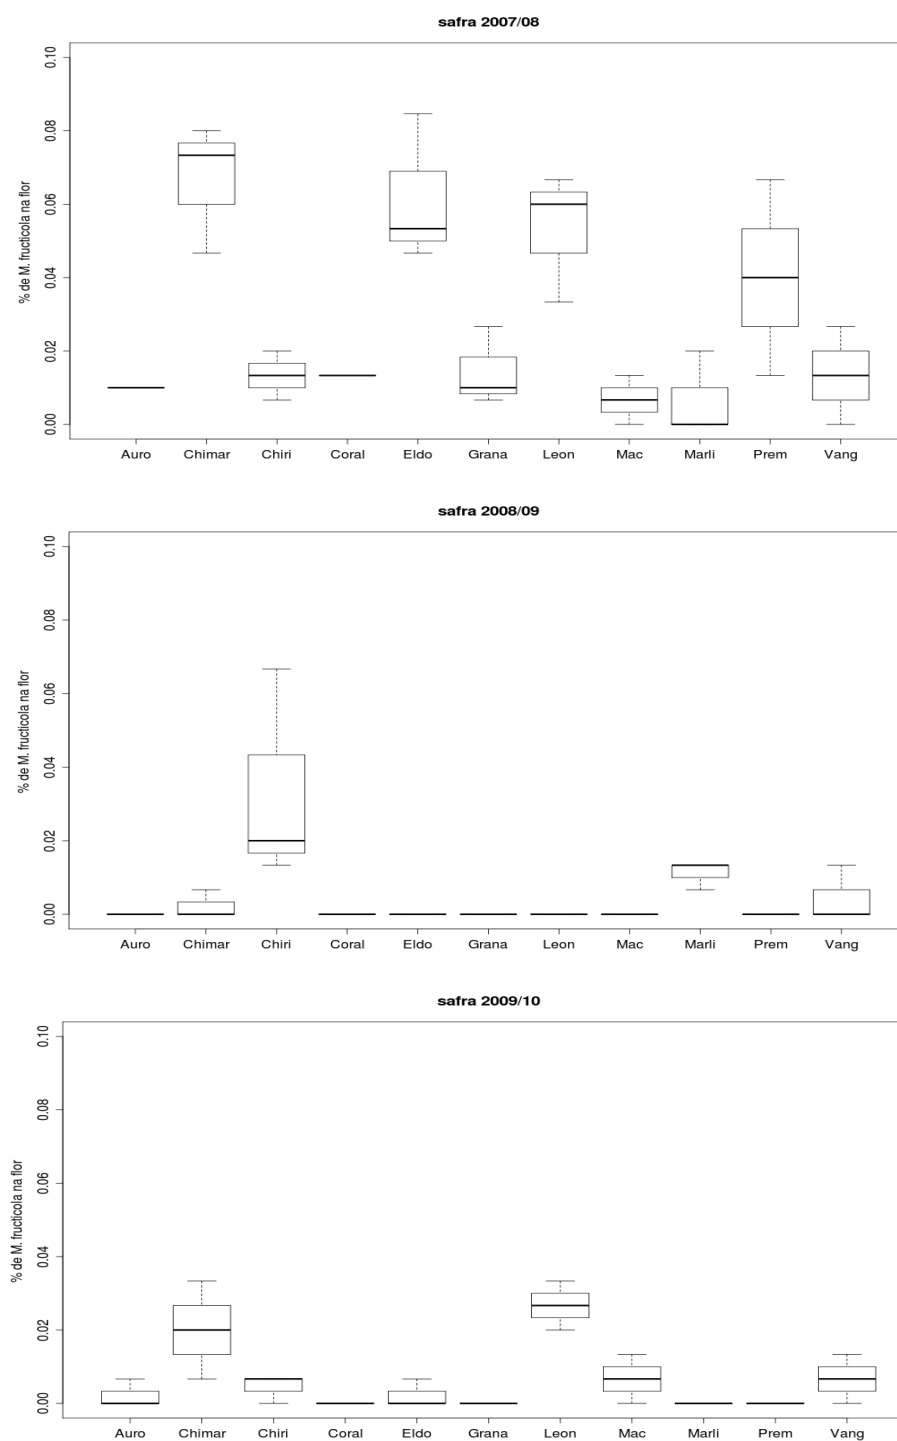 safra 2007/08
% de M. fructicola na flor
0.10
0.08
0.06
0.04
0.02
0.00
Auro Chimar Chiri Coral Eldo Grana Leon Mac Marli Prem Vang
safra 2008/09
% de M. fructicola na flor
0.10
0.08
0.06
0.04
0.02
0.00
Auro Chimar Chiri Coral Eldo Grana Leon Mac Marli Prem Vang
safra 2009/10
% de M. fructicola na flor
0.10
0.08
0.06
0.04
0.02
0.00
Auro Chimar Chiri Coral Eldo Grana Leon Mac Marli Prem Vang